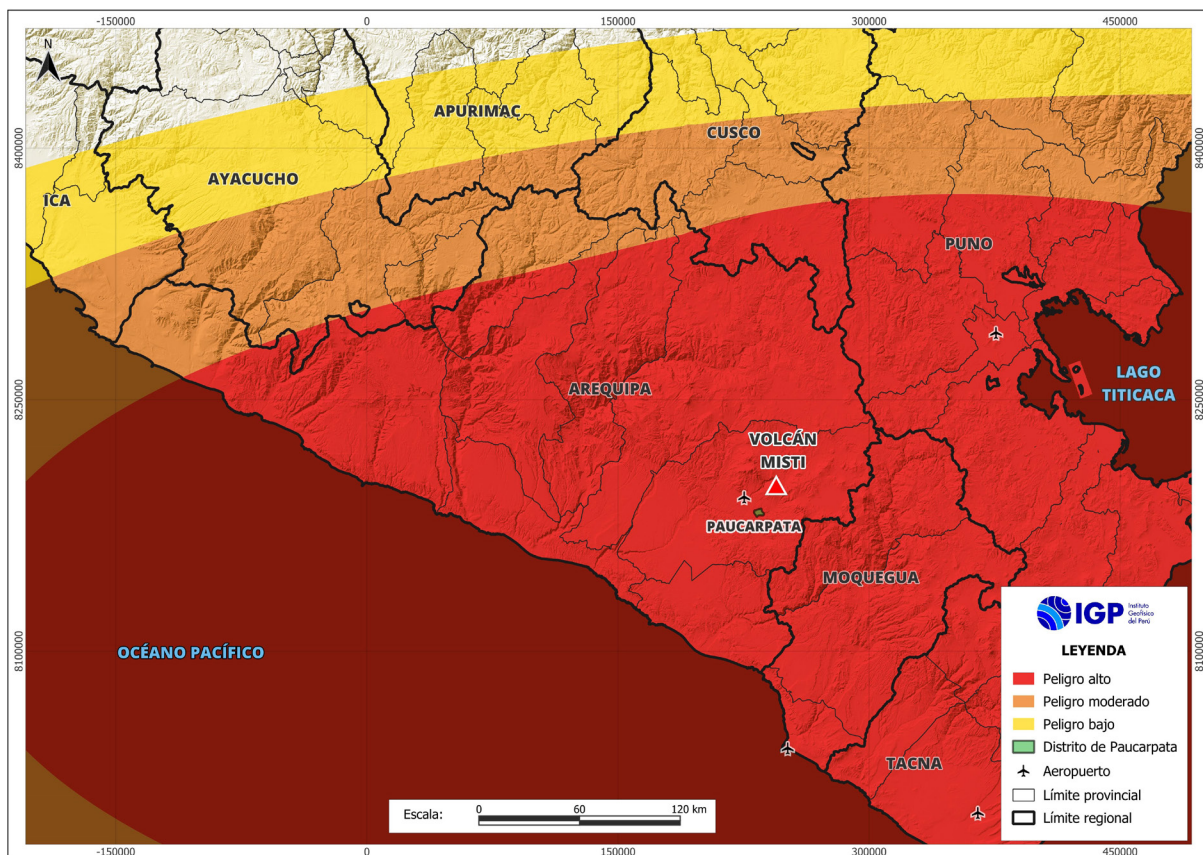 -150000
0
150000
300000
450000
N
APURIMAC
CUSCO
8400000
8400000
AYACUCHO
ICA
PUNO
AREQUIPA
LAGO
TITICACA
8250000
8250000
VOLCÁN
MISTI
PAUCARPATA
MOQUEGUA
OCÉANO PACÍFICO
8100000
8100000
TACNA
IGP
Instituto
Geofísico
del Perú
LEYENDA
Peligro alto
Peligro moderado
Peligro bajo
Distrito de Paucarpata
Aeropuerto
Límite provincial
Límite regional
Escala:
0
60
120 km
-150000
0
150000
300000
450000